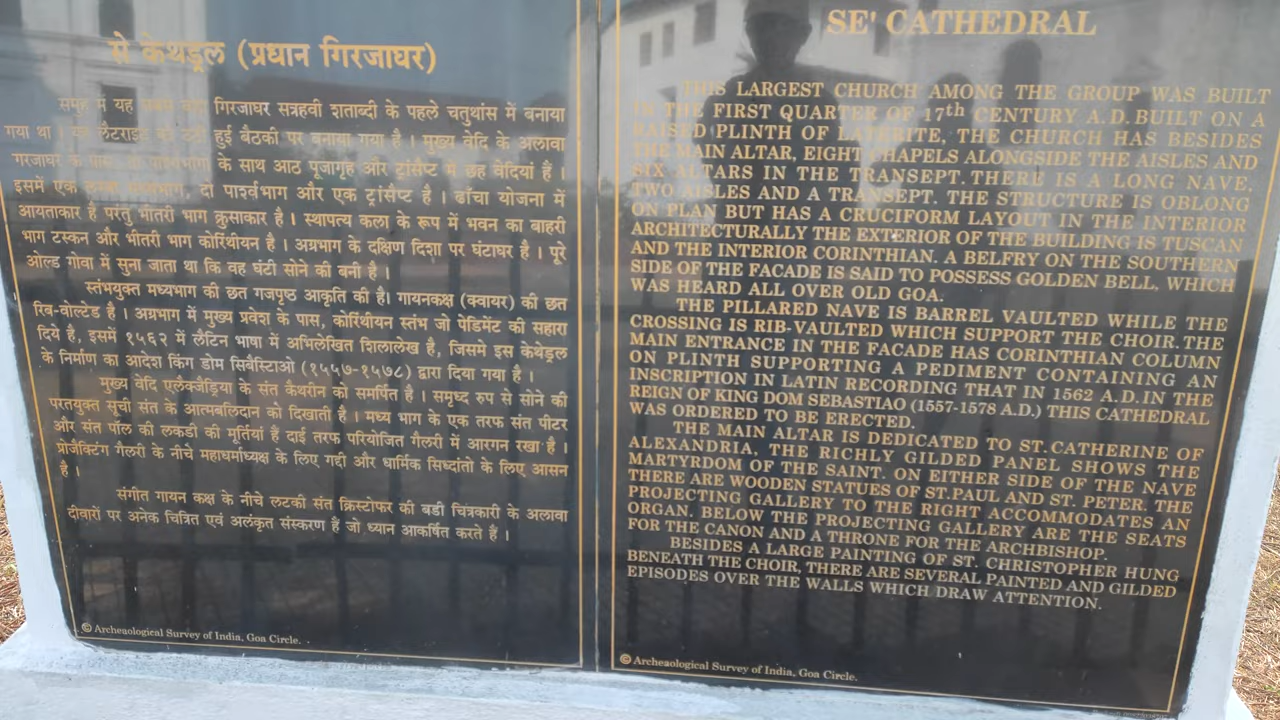 से केथड्रल (प्रधान गिरजाघर)
समूह में यह गिरजाघर सत्रहवी शताब्दी के पहले चतुथांस में बनाया
गया था । हुई बैठकी पर बनाया गया है । मुख्य वेदि के अलावा
गरजाघर के पास के साथ आठ पूजागृह और ट्रांसैप्ट में छह वेदियां हैं ।
इसमें एक लम्बा मध्यभाग, दो पार्श्वभाग और एक ट्रांसैप्ट है । ढाँचा योजना में
आयताकार है परंतु भीतरी भाग क्रुसाकार है । स्थापत्य कला के रूप में भवन का बाहरी
भाग टस्कन और भीतरी भाग कोरिंथीयन है । अग्रभाग के दक्षिण दिशा पर घंटाघर है । पूरे
ओल्ड गोवा में सुना जाता था कि वह घंटी सोने की बनी है ।
स्तंभयुक्त मध्यभाग की छत गजपृष्ठ आकृति की है। गायनकक्ष (क्वायर) की छत
रिब-वोल्टेड है । अग्रभाग में मुख्य प्रवेश के पास, कोरिंथीयन स्तंभ जो पेडिमेंट की सहारा
दिये है, इसमें १५६२ में लैटिन भाषा में अभिलेखित शिलालेख है, जिसमे इस केथेड्रल
के निर्माण का आदेश किंग डोम सिबैस्टिाओ (१५५७-१५७८) द्वारा दिया गया है ।
मुख्य वेदि एलेक्जैंड्रिया के संत कैथरीन को समर्पित है । समृध्द रुप से सोने की
परतयुक्त सूची संत के आत्मबलिदान को दिखाती है । मध्य भाग के एक तरफ संत पीटर
और संत पॉल की लकडी की मूर्तियां हैं दाई तरफ परियोजित गैलरी में आरगन रखा है ।
प्रोजैक्टिंग गैलरी के नीचे महाधर्माध्यक्ष के लिए गद्दी और धार्मिक सिध्दांतो के लिए आसन
है ।
संगीत गायन कक्ष के नीचे लटकी संत क्रिस्टोफर की बडी चित्रकारी के अलावा
दीवारों पर अनेक चित्रित एवं अलंकृत संस्करण हैं जो ध्यान आकर्षित करते हैं ।
© Archeaological Survey of India, Goa Circle.
SE' CATHEDRAL
THIS LARGEST CHURCH AMONG THE GROUP WAS BUILT
IN THE FIRST QUARTER OF 17th CENTURY A.D. BUILT ON A
RAISED PLINTH OF LATERITE, THE CHURCH HAS BESIDES
THE MAIN ALTAR, EIGHT CHAPELS ALONGSIDE THE AISLES AND
SIX ALTARS IN THE TRANSEPT. THERE IS A LONG NAVE,
TWO AISLES AND A TRANSEPT. THE STRUCTURE IS OBLONG
ON PLAN BUT HAS A CRUCIFORM LAYOUT IN THE INTERIOR
ARCHITECTURALLY THE EXTERIOR OF THE BUILDING IS TUSCAN
AND THE INTERIOR CORINTHIAN. A BELFRY ON THE SOUTHERN
SIDE OF THE FACADE IS SAID TO POSSESS GOLDEN BELL, WHICH
WAS HEARD ALL OVER OLD GOA.
THE PILLARED NAVE IS BARREL VAULTED WHILE THE
CROSSING IS RIB-VAULTED WHICH SUPPORT THE CHOIR. THE
MAIN ENTRANCE IN THE FACADE HAS CORINTHIAN COLUMN
ON PLINTH SUPPORTING A PEDIMENT CONTAINING AN
INSCRIPTION IN LATIN RECORDING THAT IN 1562 A.D. IN THE
REIGN OF KING DOM SEBASTIAO (1557-1578 A.D.) THIS CATHEDRAL
WAS ORDERED TO BE ERECTED.
THE MAIN ALTAR IS DEDICATED TO ST. CATHERINE OF
ALEXANDRIA, THE RICHLY GILDED PANEL SHOWS THE
MARTYRDOM OF THE SAINT. ON EITHER SIDE OF THE NAVE
THERE ARE WOODEN STATUES OF ST. PAUL AND ST. PETER. THE
PROJECTING GALLERY TO THE RIGHT ACCOMMODATES AN
ORGAN. BELOW THE PROJECTING GALLERY ARE THE SEATS
FOR THE CANON AND A THRONE FOR THE ARCHBISHOP.
BESIDES A LARGE PAINTING OF ST. CHRISTOPHER HUNG
BENEATH THE CHOIR, THERE ARE SEVERAL PAINTED AND GILDED
EPISODES OVER THE WALLS WHICH DRAW ATTENTION.
© Archeaological Survey of India, Goa Circle.